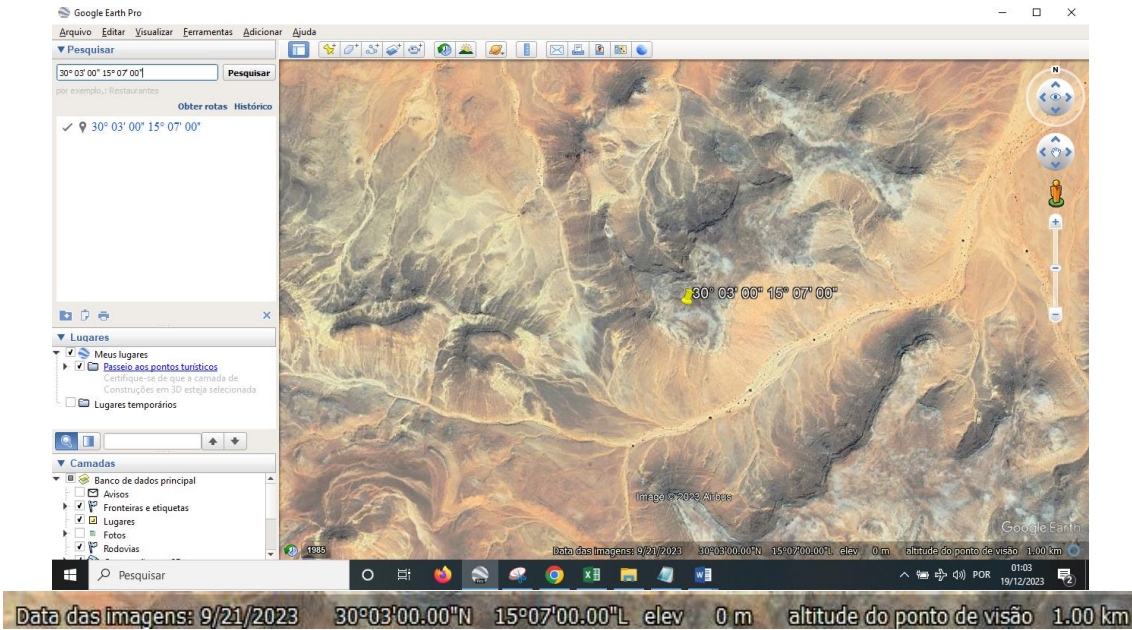 Google Earth Pro
Arquivo Editar Visualizar Ferramentas Adicionar Ajuda
Pesquisar
30° 03' 00" 15° 07' 00"
Pesquisar
por exemplo,: Restaurantes
Obter rotas Histórico
30° 03' 00" 15° 07' 00"
N
30° 03' 00" 15° 07' 00"
Lugares
Meus lugares
Passeio aos pontos turísticos
Certifique-se de que a camada de
Construções em 3D esteja selecionada
Lugares temporários
Camadas
Banco de dados principal
Avisos
Fronteiras e etiquetas
Lugares
Fotos
Rodovias
Image © 2023 Airbus
Google Earth
1985
Data das imagens: 9/21/2023 30°03'00.00"N 15°07'00.00"L elev 0 m altitude do ponto de visão 1.00 km
Pesquisar
POR
01:03
19/12/2023
2
Data das imagens: 9/21/2023 30°03'00.00"N 15°07'00.00"L elev 0 m altitude do ponto de visão 1.00 km